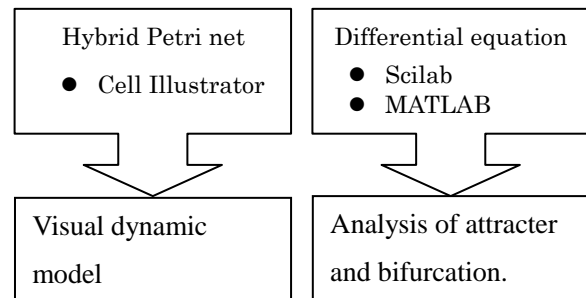 Hybrid Petri net
● Cell Illustrator
Differential equation
● Scilab
● MATLAB
Visual dynamic
model
Analysis of attracter
and bifurcation.